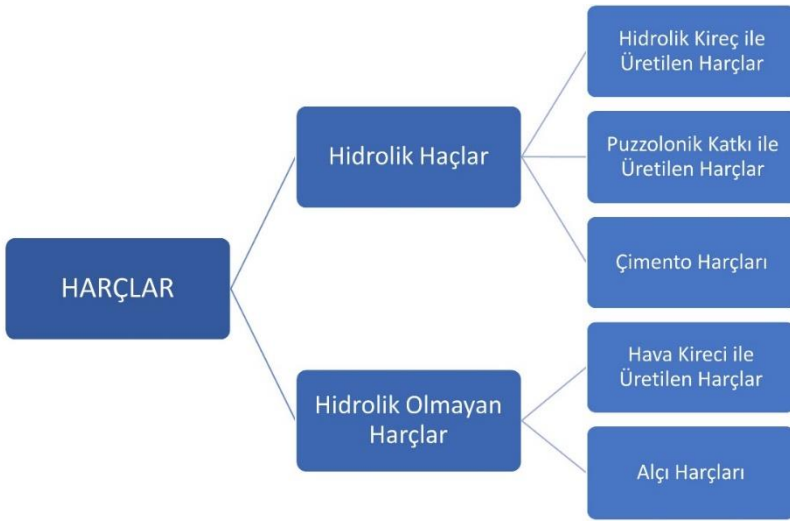 HARÇLAR
Hidrolik Haçlar
Hidrolik Kireç ile
Üretilen Harçlar
Puzzolonik Katkı ile
Üretilen Harçlar
Çimento Harçları
Hidrolik Olmayan
Harçlar
Hava Kireci ile
Üretilen Harçlar
Alçı Harçları